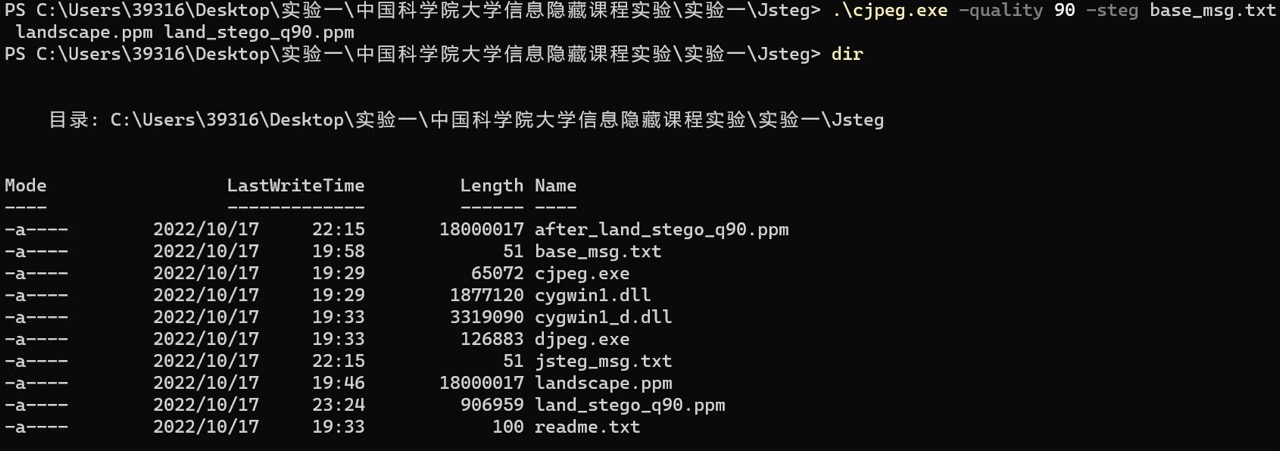 PS C:\Users\39316\Desktop\实验一\中国科学院大学信息隐藏课程实验\实验一\Jsteg> .\cjpeg.exe -quality 90 -steg base_msg.txt
landscape.ppm land_stego_q90.ppm
PS C:\Users\39316\Desktop\实验一\中国科学院大学信息隐藏课程实验\实验一\Jsteg> dir
目录: C:\Users\39316\Desktop\实验一\中国科学院大学信息隐藏课程实验\实验一\Jsteg
Mode LastWriteTime Length Name
---- ------------- ------ ----
-a---- 2022/10/17 22:15 18000017 after_land_stego_q90.ppm
-a---- 2022/10/17 19:58 51 base_msg.txt
-a---- 2022/10/17 19:29 65072 cjpeg.exe
-a---- 2022/10/17 19:29 1877120 cygwin1.dll
-a---- 2022/10/17 19:33 3319090 cygwin1_d.dll
-a---- 2022/10/17 19:33 126883 djpeg.exe
-a---- 2022/10/17 22:15 51 jsteg_msg.txt
-a---- 2022/10/17 19:46 18000017 landscape.ppm
-a---- 2022/10/17 23:24 906959 land_stego_q90.ppm
-a---- 2022/10/17 19:33 100 readme.txt